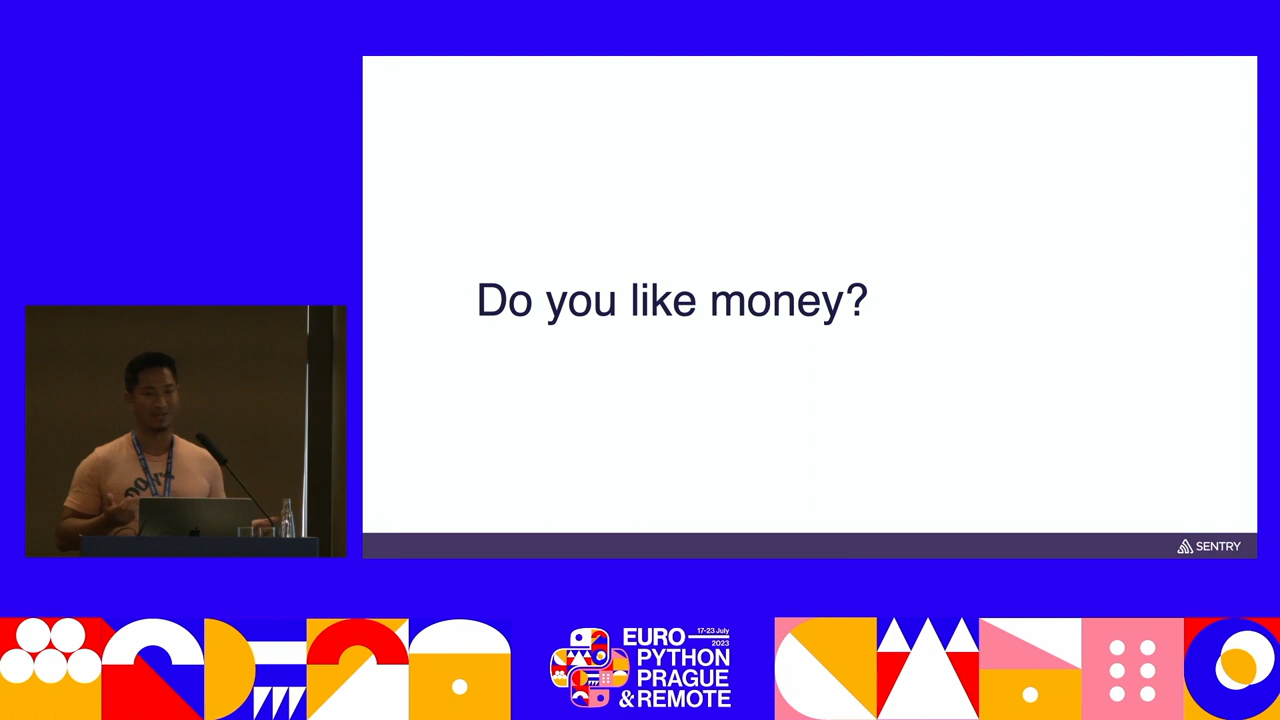 Do you like money?
SENTRY
EURO
17-23 July
2023
PYTHON
PRAGUE
& REMOTE